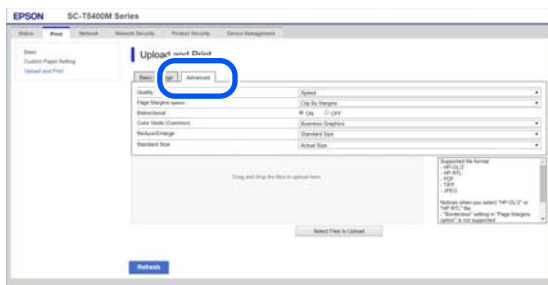 EPSON SC-T5400M Series
Status Print Network Network Security Product Security Device Management
Basic
Custom Paper Setting
Upload and Print
Upload and Print
Advanced
Quality : Speed
Page Margins option : Clip By Margins
Bidirectional : ON OFF
Color Mode (Common) : Business Graphics
Reduce/Enlarge : Standard Size
Standard Size : Actual Size
Drag and drop the files to upload here.
Supported file format
- HP-GL/2
- HP RTL
- PDF
- TIFF
- JPEG
Notices when you select "HP-GL/2" or
"HP RTL" file.
- "Borderless" setting in "Page Margins
option" is not supported
Select Files to Upload
Refresh